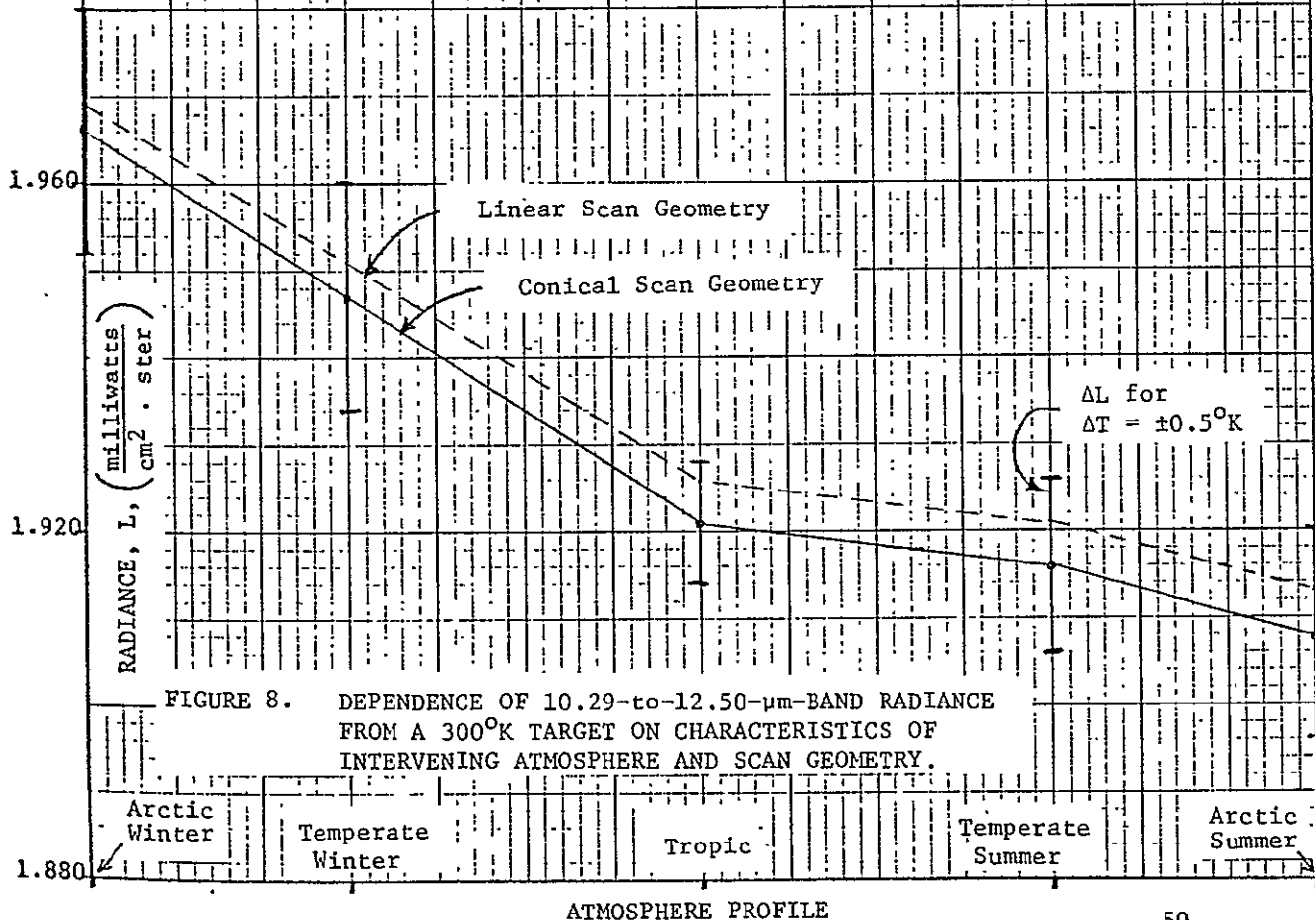 1.960
Linear Scan Geometry
Conical Scan Geometry
RADIANCE, L, (milliwatts / cm² · ster)
ΔL for
ΔT = ±0.5°K
1.920
FIGURE 8. DEPENDENCE OF 10.29-to-12.50-µm-BAND RADIANCE
FROM A 300°K TARGET ON CHARACTERISTICS OF
INTERVENING ATMOSPHERE AND SCAN GEOMETRY.
Arctic
Winter
Temperate
Winter
Tropic
Temperate
Summer
Arctic
Summer
1.880
ATMOSPHERE PROFILE